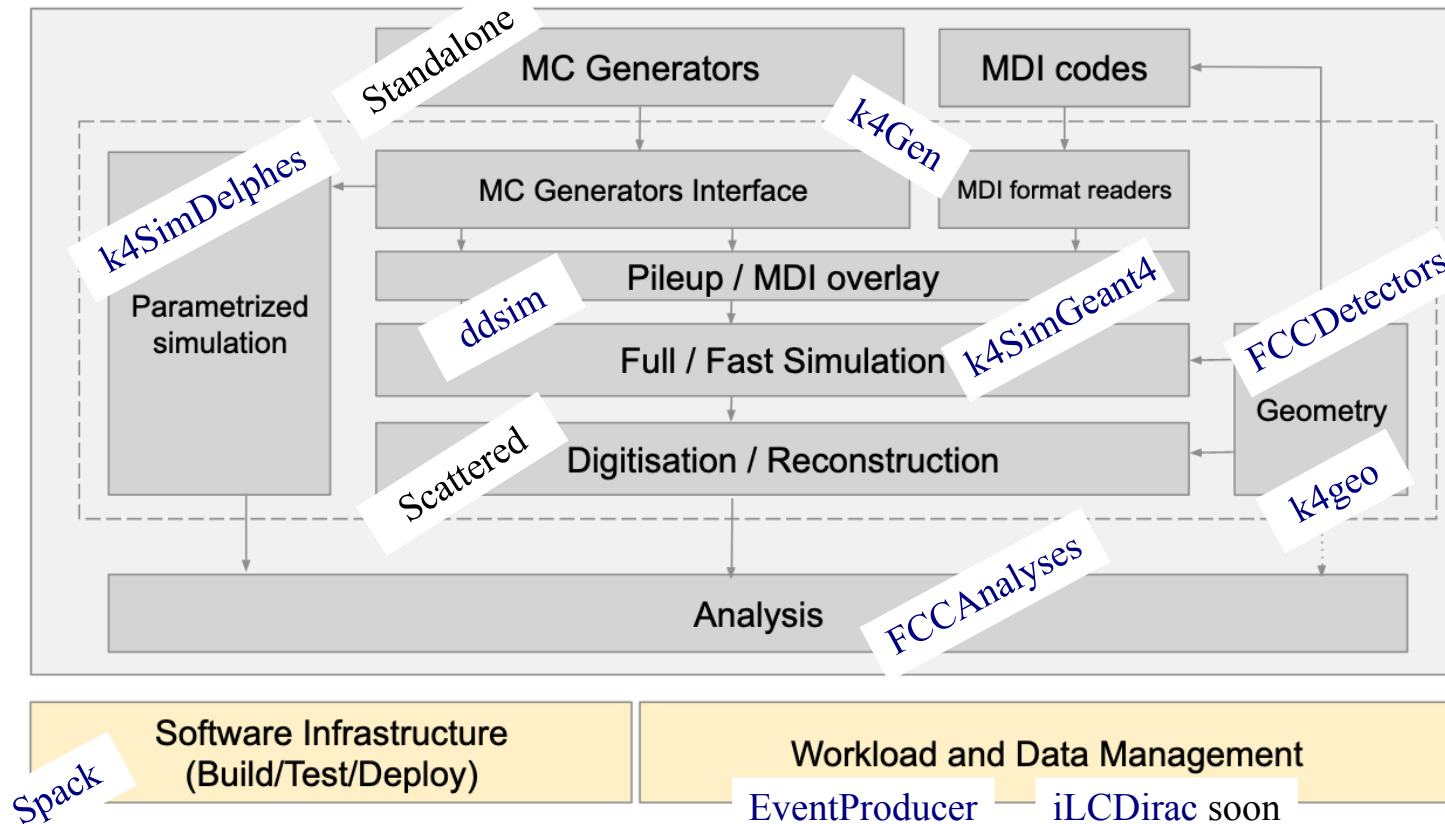 Standalone
MC Generators
MDI codes
k4Gen
k4SimDelphes
MC Generators Interface
MDI format readers
Pileup / MDI overlay
Parametrized
simulation
ddsim
k4SimGeant4
FCCDetectors
Full / Fast Simulation
Geometry
Scattered
Digitisation / Reconstruction
k4geo
Analysis
FCCAnalyses
Software Infrastructure
(Build/Test/Deploy)
Spack
Workload and Data Management
EventProducer
iLCDirac soon